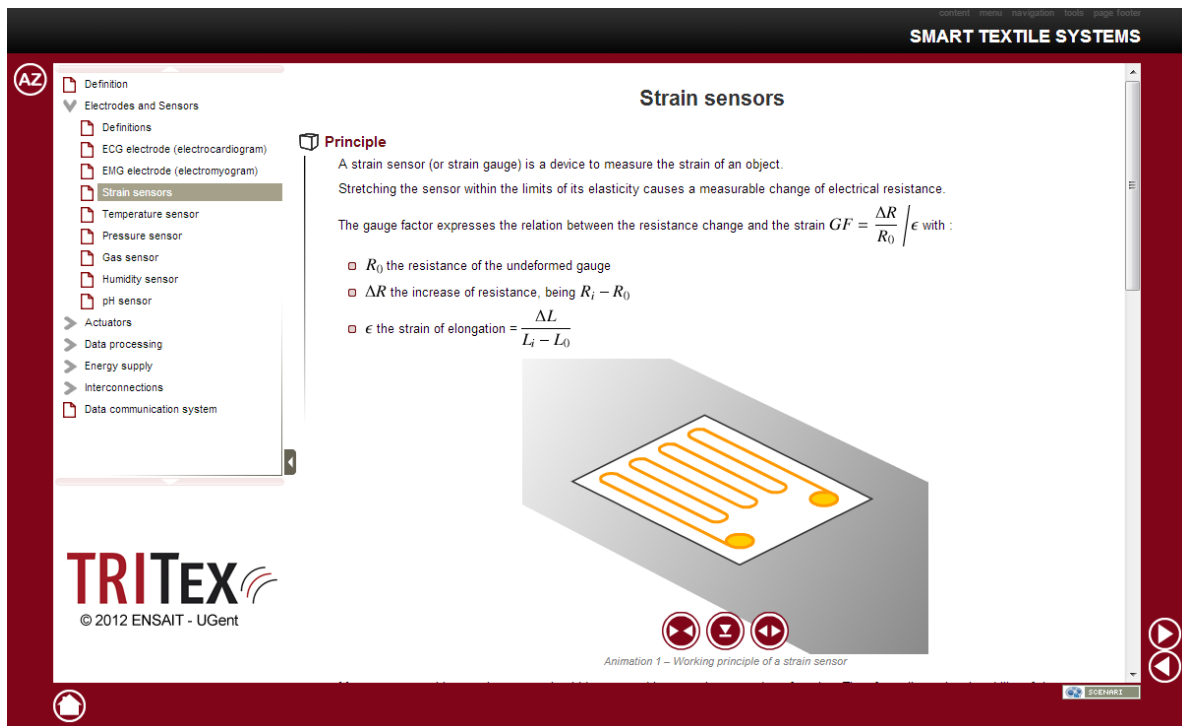 content menu navigation tools page footer
SMART TEXTILE SYSTEMS
AZ
Definition
Electrodes and Sensors
Definitions
ECG electrode (electrocardiogram)
EMG electrode (electromyogram)
Strain sensors
Temperature sensor
Pressure sensor
Gas sensor
Humidity sensor
pH sensor
Actuators
Data processing
Energy supply
Interconnections
Data communication system
TRITEX
© 2012 ENSAIT - UGent
Strain sensors
Principle
A strain sensor (or strain gauge) is a device to measure the strain of an object.
Stretching the sensor within the limits of its elasticity causes a measurable change of electrical resistance.
The gauge factor expresses the relation between the resistance change and the strain GF = ΔR/R₀ / ϵ with :
R₀ the resistance of the undeformed gauge
ΔR the increase of resistance, being Rᵢ − R₀
ϵ the strain of elongation = ΔL/(Lᵢ − L₀)
Animation 1 – Working principle of a strain sensor
SCENARI